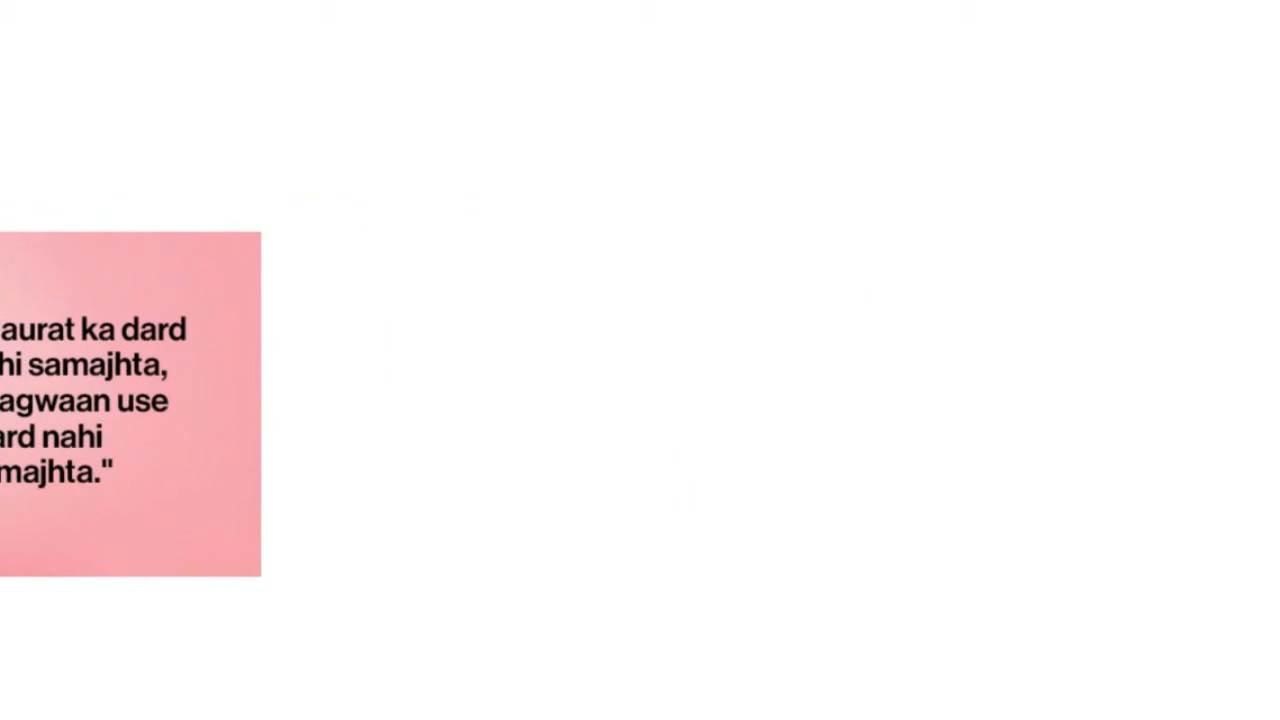 aurat ka dard
hi samajhta,
agwaan use
ard nahi
majhta."